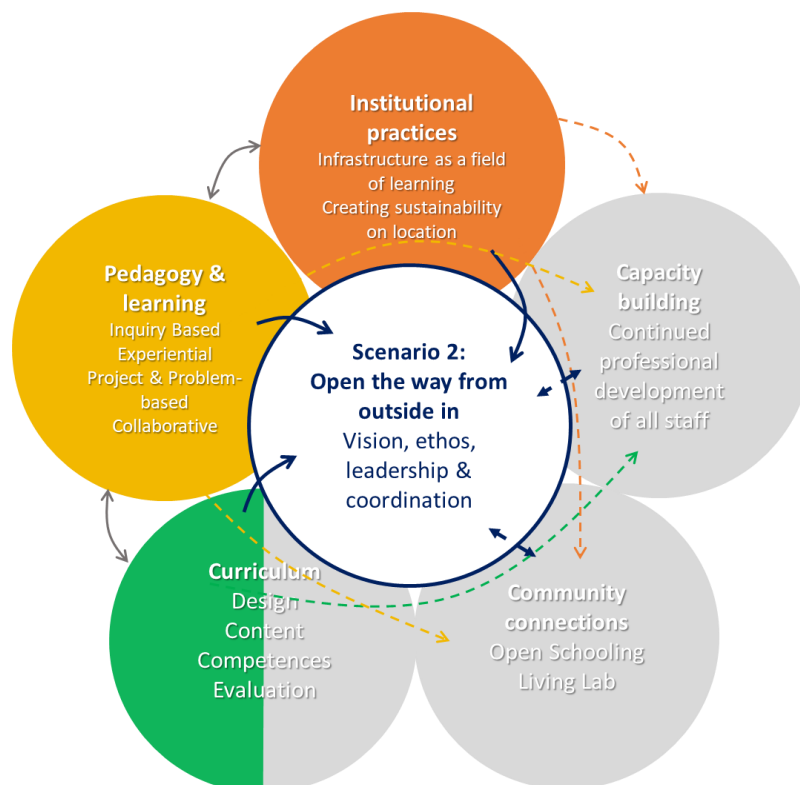 Institutional
practices
Infrastructure as a field
of learning
Creating sustainability
on location
Pedagogy &
learning
Inquiry Based
Experiential
Project & Problem-
based
Collaborative
Capacity
building
Continued
professional
development
of all staff
Scenario 2:
Open the way from
outside in
Vision, ethos,
leadership &
coordination
Curriculum
Design
Content
Competences
Evaluation
Community
connections
Open Schooling
Living Lab